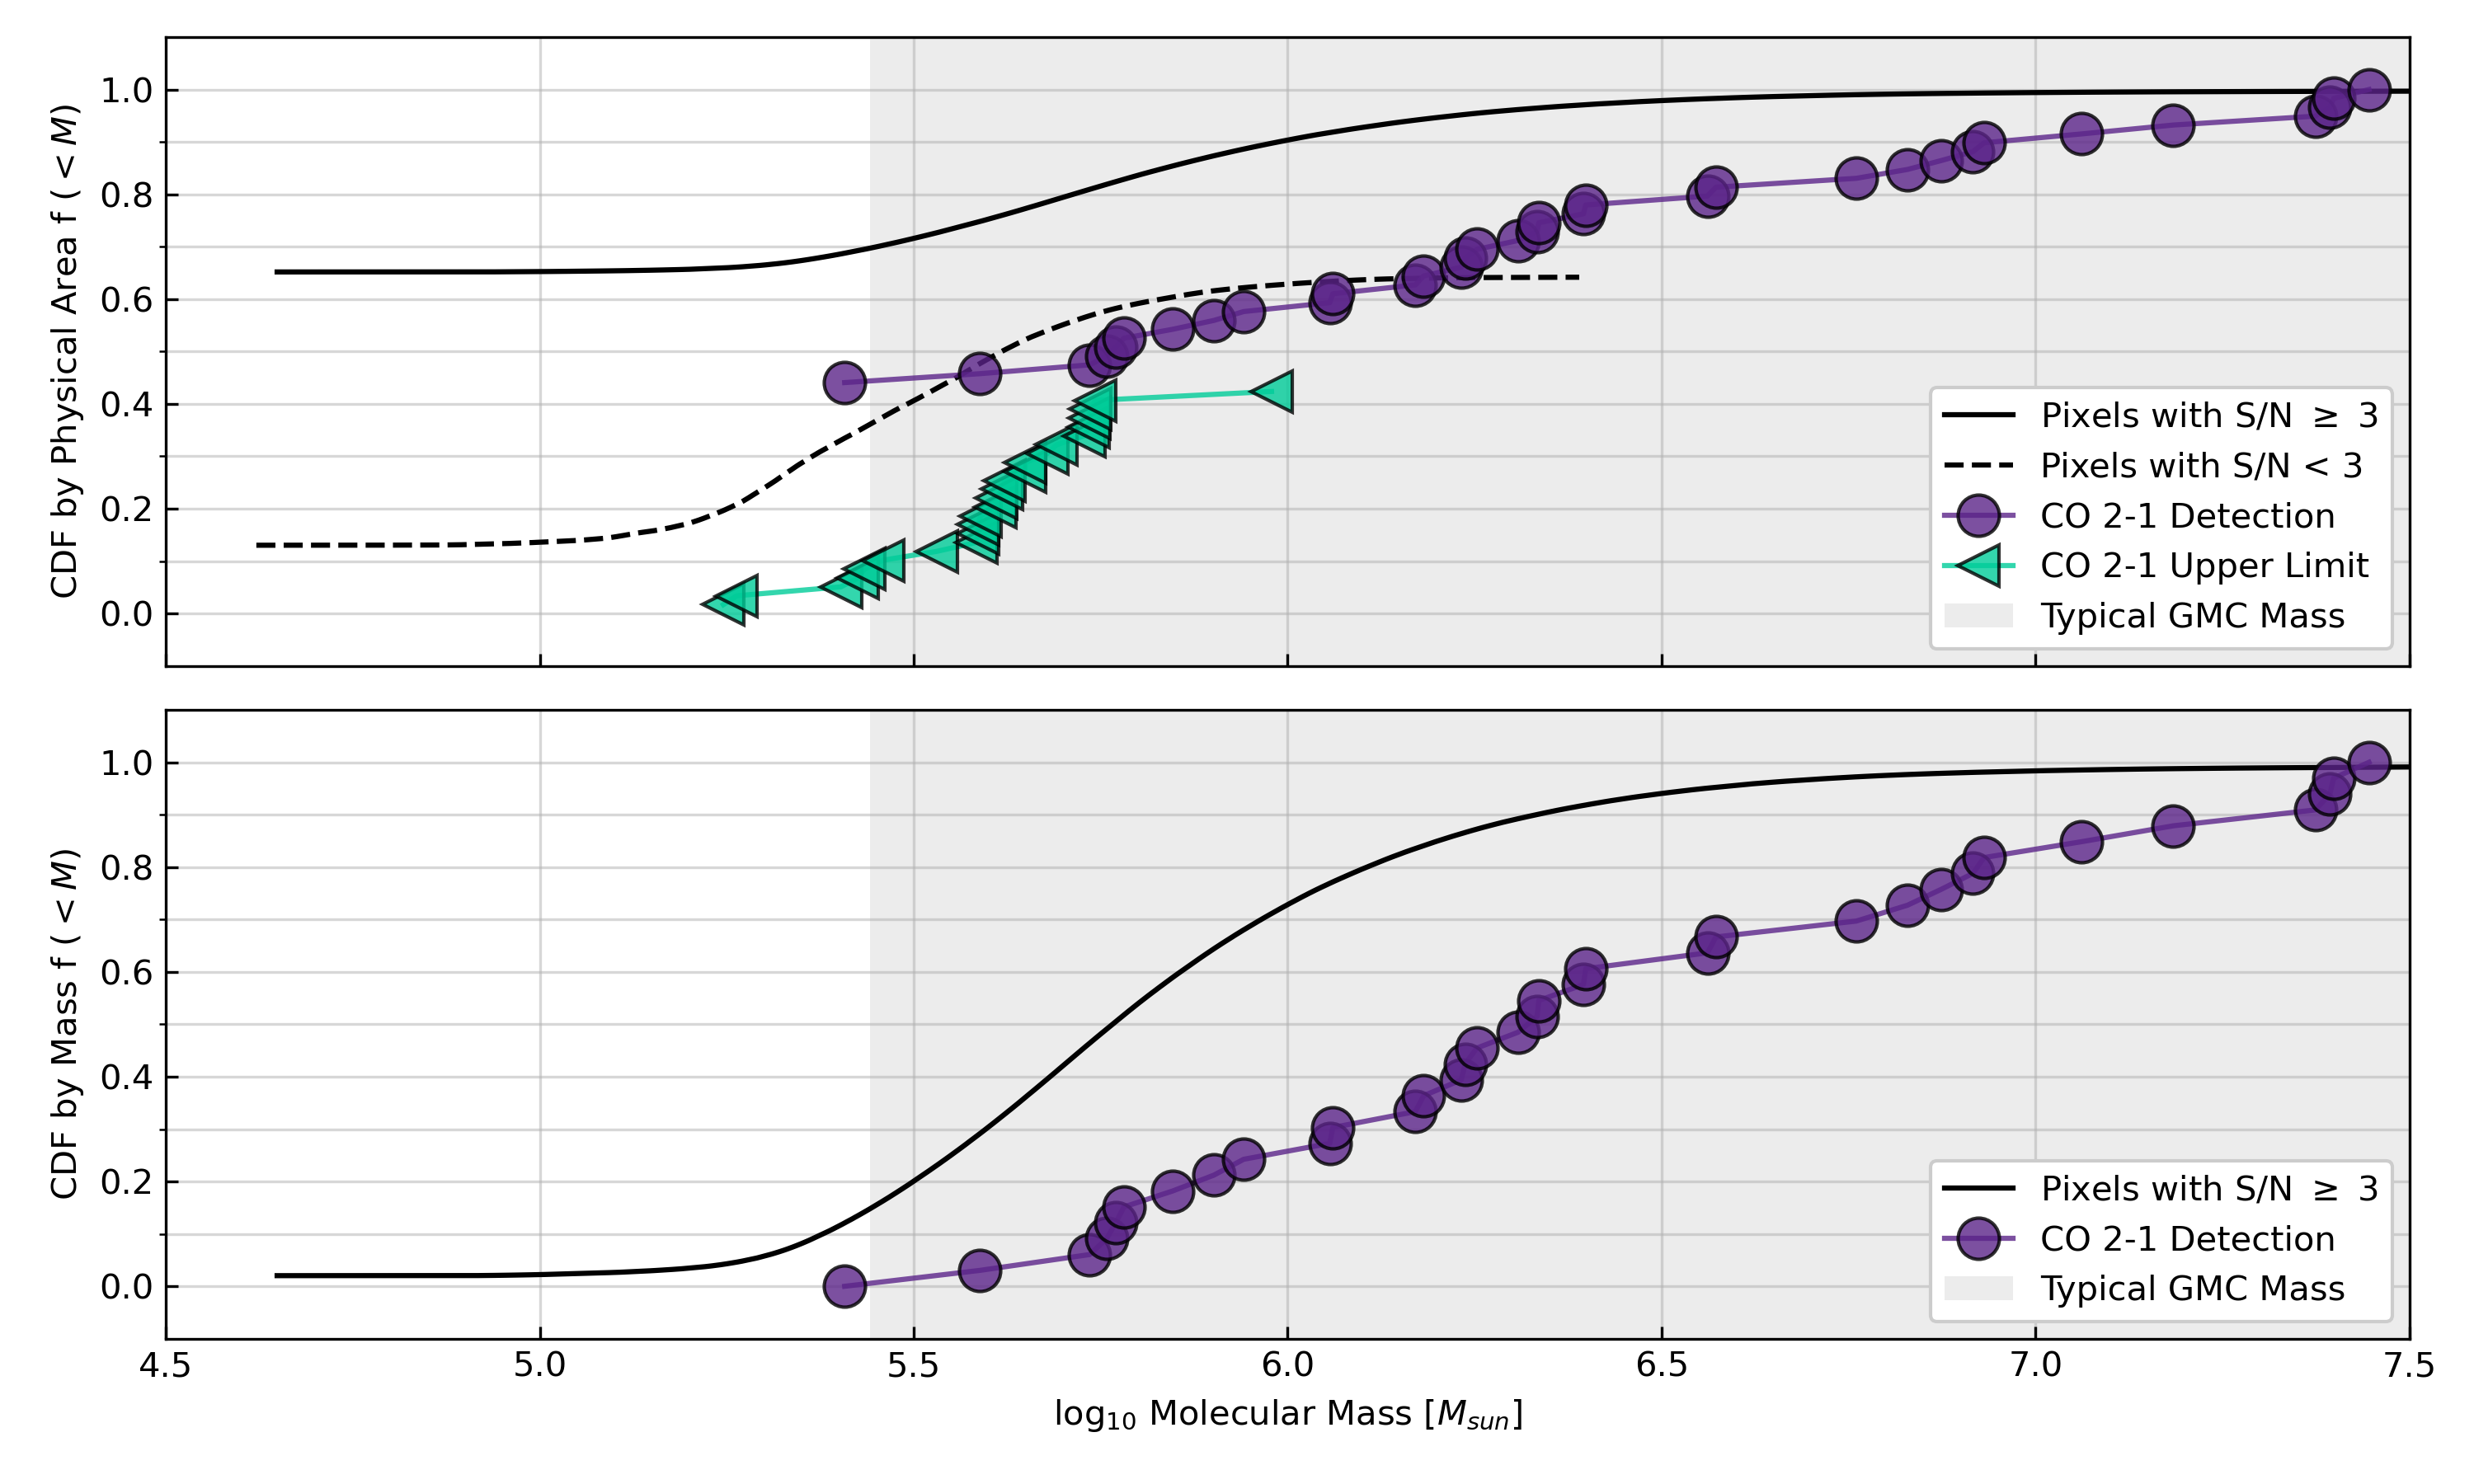 1.0
0.8
0.6
0.4
0.2
0.0
CDF by Physical Area f ( < M)
Pixels with S/N ≥ 3
Pixels with S/N < 3
CO 2-1 Detection
CO 2-1 Upper Limit
Typical GMC Mass
1.0
0.8
0.6
0.4
0.2
0.0
CDF by Mass f ( < M)
Pixels with S/N ≥ 3
CO 2-1 Detection
Typical GMC Mass
4.5 5.0 5.5 6.0 6.5 7.0 7.5
log₁₀ Molecular Mass [M_sun]